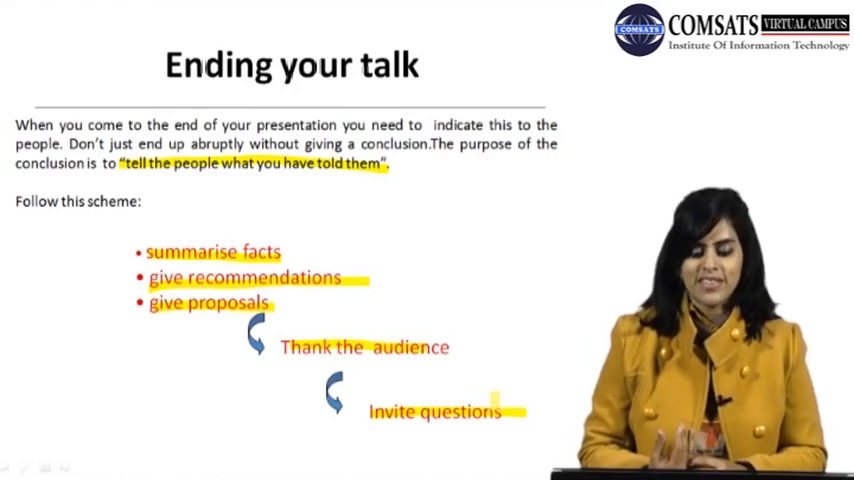 COMSATS VIRTUAL CAMPUS
COMSATS
Institute Of Information Technology
Ending your talk
When you come to the end of your presentation you need to indicate this to the
people. Don't just end up abruptly without giving a conclusion.The purpose of the
conclusion is to "tell the people what you have told them".
Follow this scheme:
• summarise facts
• give recommendations
• give proposals
Thank the audience
Invite questions